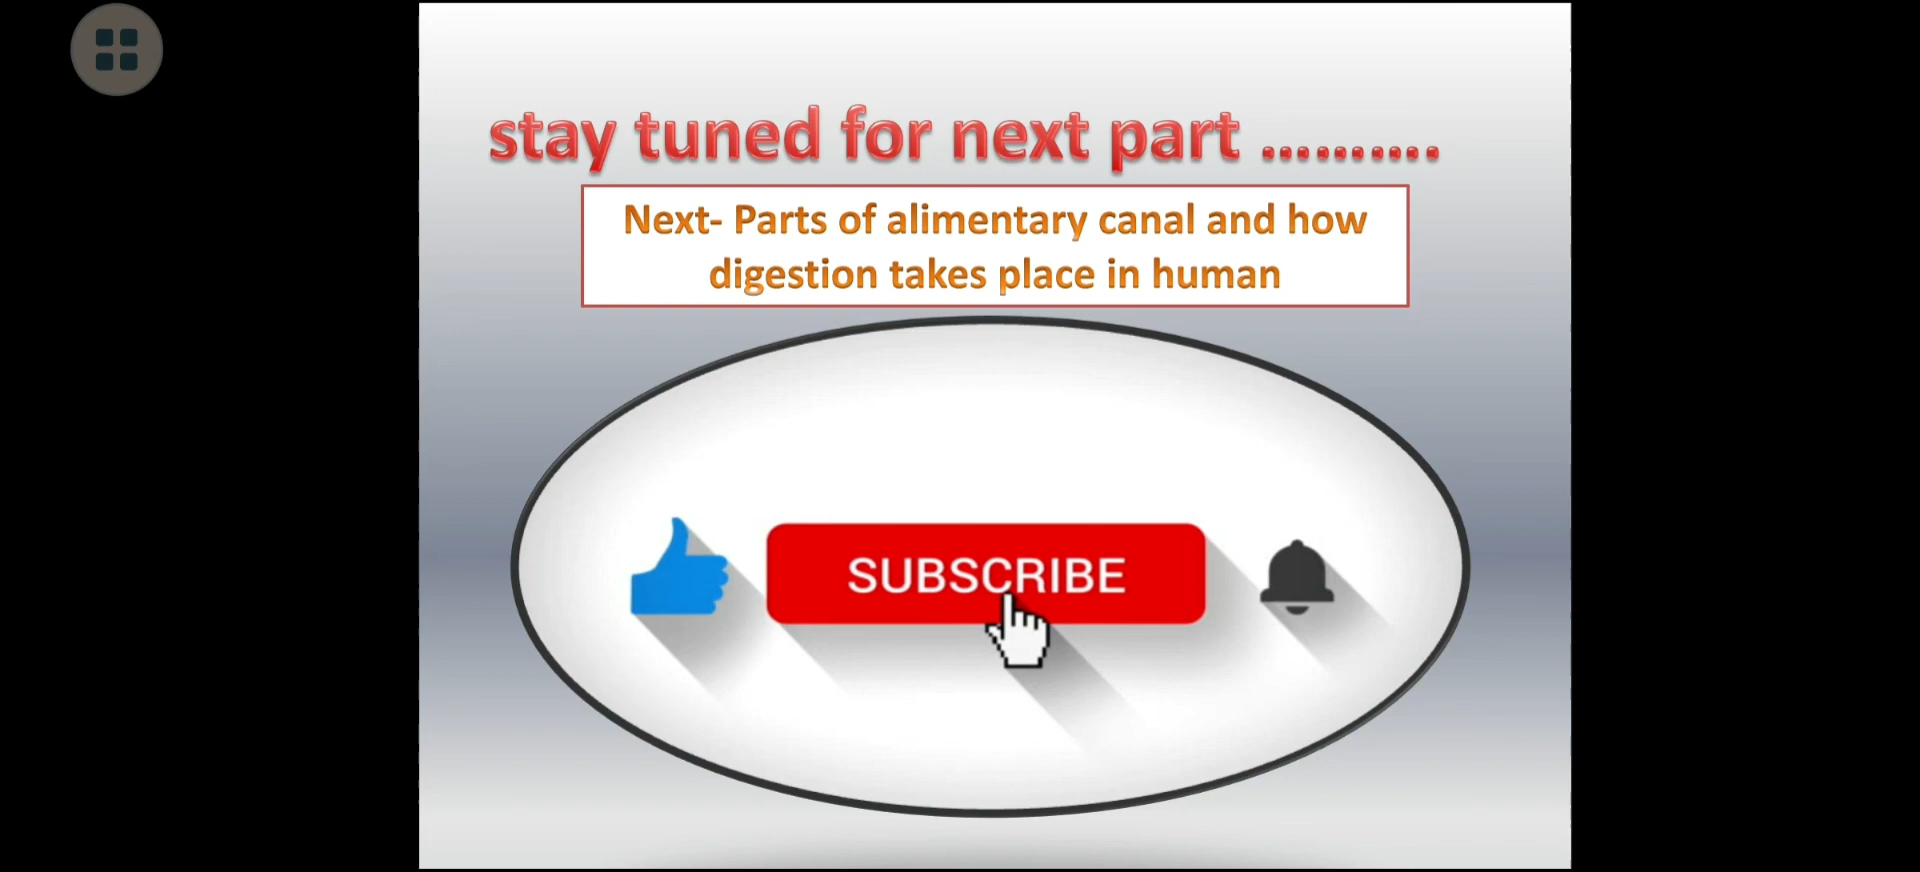 stay tuned for next part ..........
Next- Parts of alimentary canal and how
digestion takes place in human
SUBSCRIBE